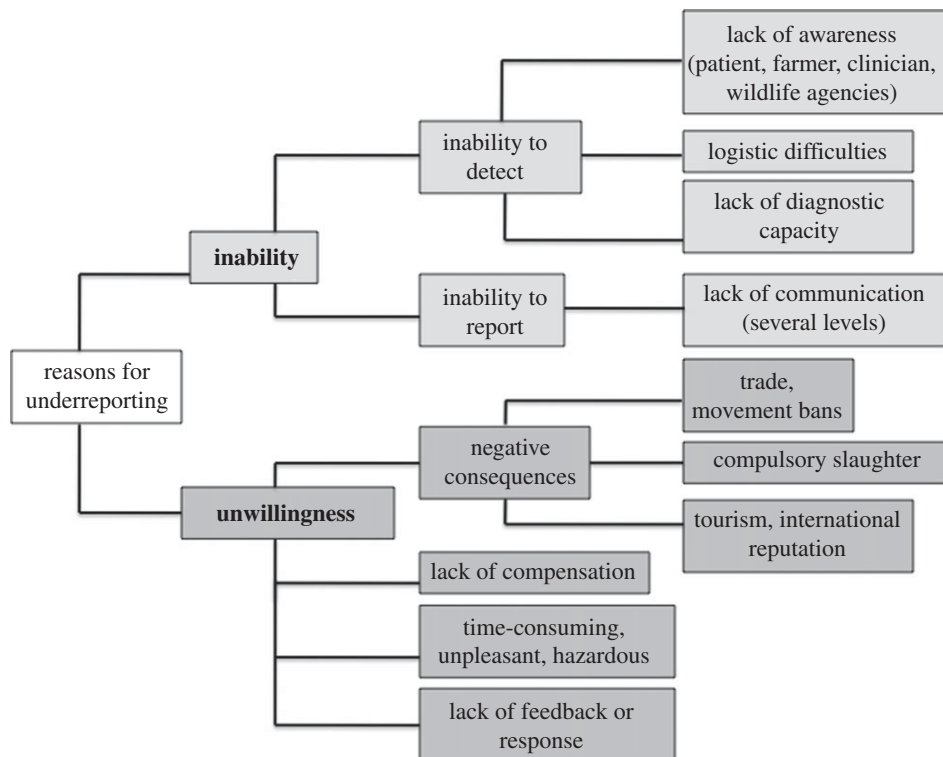 lack of awareness
(patient, farmer, clinician,
wildlife agencies)
inability to
detect
logistic difficulties
lack of diagnostic
capacity
inability
inability to
report
lack of communication
(several levels)
reasons for
underreporting
trade,
movement bans
negative
consequences
compulsory slaughter
unwillingness
tourism, international
reputation
lack of compensation
time-consuming,
unpleasant, hazardous
lack of feedback or
response